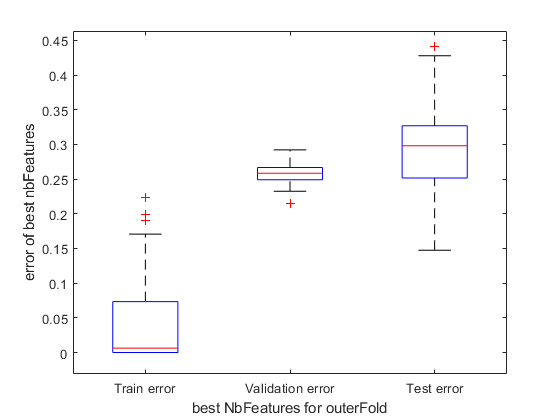 0.45
0.4
0.35
0.3
0.25
0.2
0.15
0.1
0.05
0
error of best nbFeatures
Train error
Validation error
Test error
best NbFeatures for outerFold